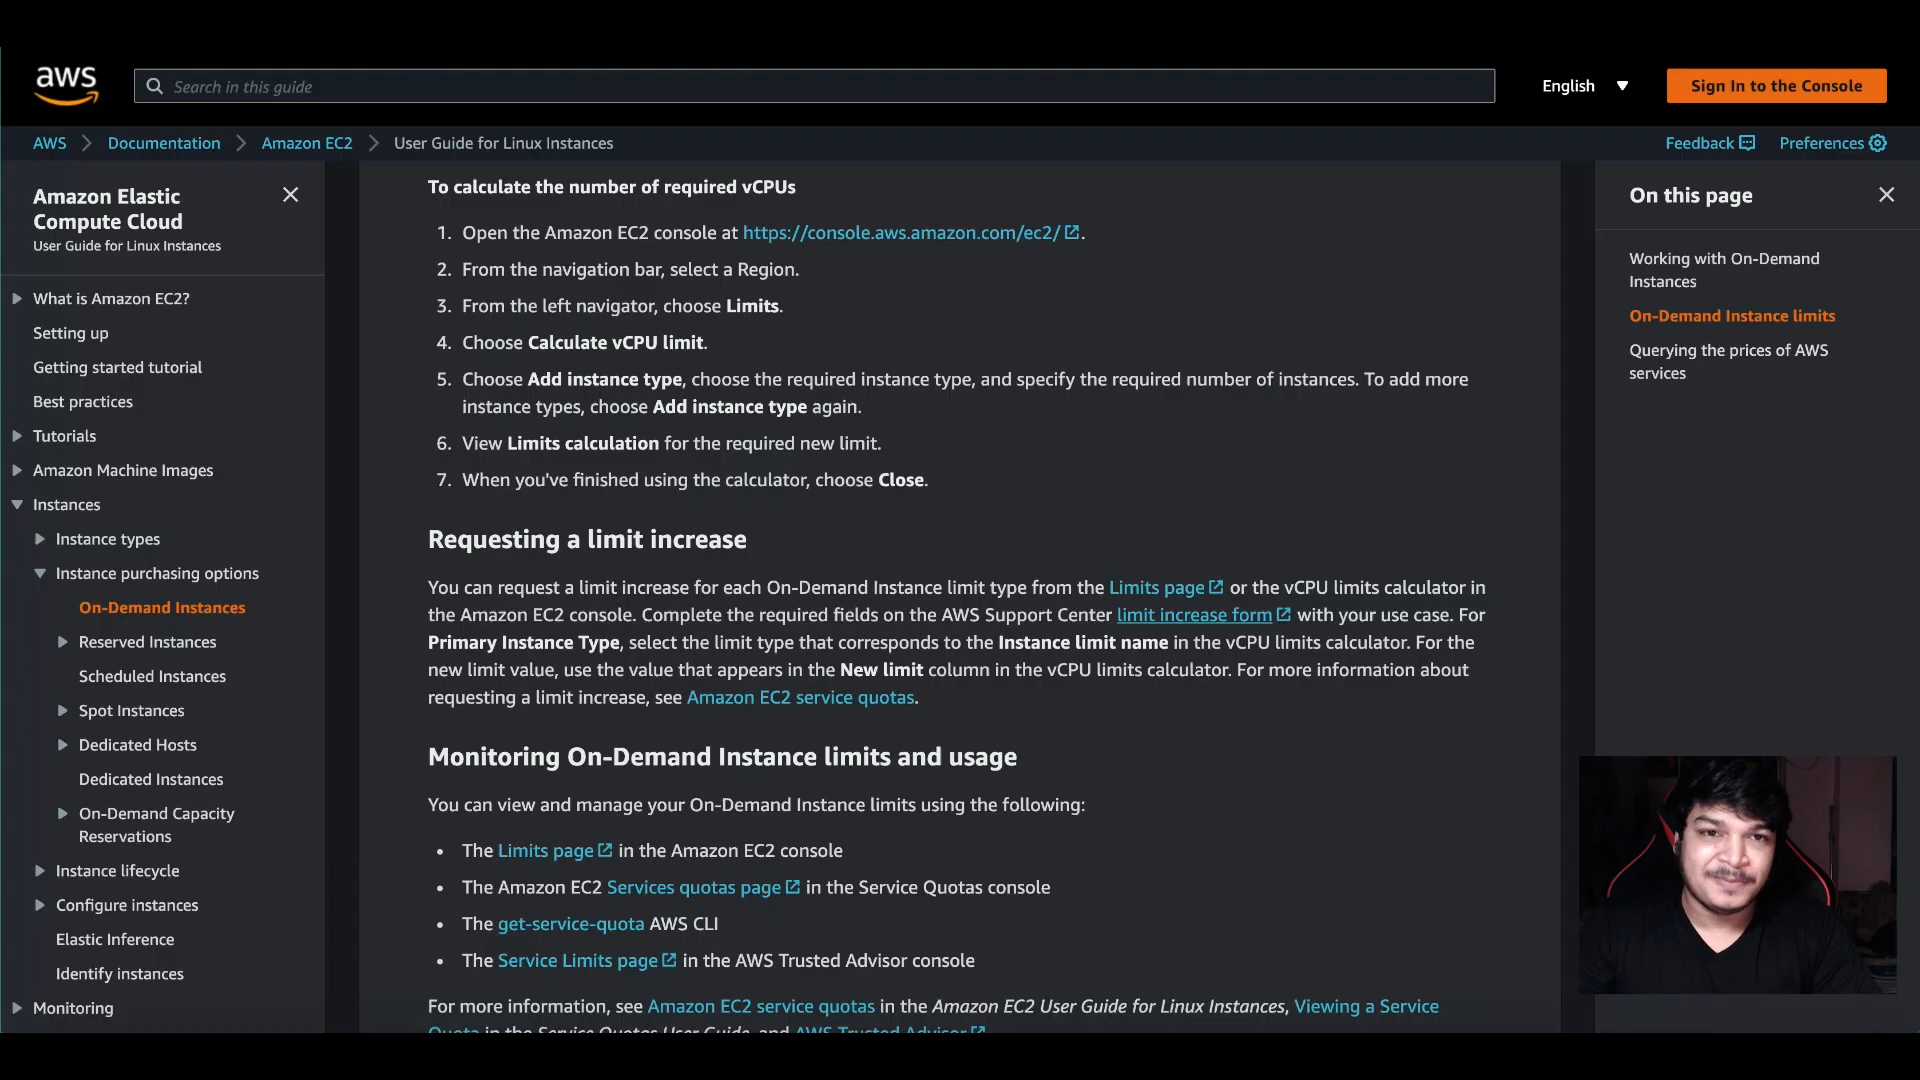 aws
Search in this guide
English
Sign In to the Console
AWS
Documentation
Amazon EC2
User Guide for Linux Instances
Feedback
Preferences
Amazon Elastic
Compute Cloud
User Guide for Linux Instances
What is Amazon EC2?
Setting up
Getting started tutorial
Best practices
Tutorials
Amazon Machine Images
Instances
Instance types
Instance purchasing options
On-Demand Instances
Reserved Instances
Scheduled Instances
Spot Instances
Dedicated Hosts
Dedicated Instances
On-Demand Capacity
Reservations
Instance lifecycle
Configure instances
Elastic Inference
Identify instances
Monitoring
To calculate the number of required vCPUs
1. Open the Amazon EC2 console at https://console.aws.amazon.com/ec2/.
2. From the navigation bar, select a Region.
3. From the left navigator, choose Limits.
4. Choose Calculate vCPU limit.
5. Choose Add instance type, choose the required instance type, and specify the required number of instances. To add more
instance types, choose Add instance type again.
6. View Limits calculation for the required new limit.
7. When you've finished using the calculator, choose Close.
Requesting a limit increase
You can request a limit increase for each On-Demand Instance limit type from the Limits page or the vCPU limits calculator in
the Amazon EC2 console. Complete the required fields on the AWS Support Center limit increase form with your use case. For
Primary Instance Type, select the limit type that corresponds to the Instance limit name in the vCPU limits calculator. For the
new limit value, use the value that appears in the New limit column in the vCPU limits calculator. For more information about
requesting a limit increase, see Amazon EC2 service quotas.
Monitoring On-Demand Instance limits and usage
You can view and manage your On-Demand Instance limits using the following:
• The Limits page in the Amazon EC2 console
• The Amazon EC2 Services quotas page in the Service Quotas console
• The get-service-quota AWS CLI
• The Service Limits page in the AWS Trusted Advisor console
For more information, see Amazon EC2 service quotas in the Amazon EC2 User Guide for Linux Instances, Viewing a Service
Quota in the Service Quotas User Guide, and AWS Trusted Advisor
On this page
Working with On-Demand
Instances
On-Demand Instance limits
Querying the prices of AWS
services